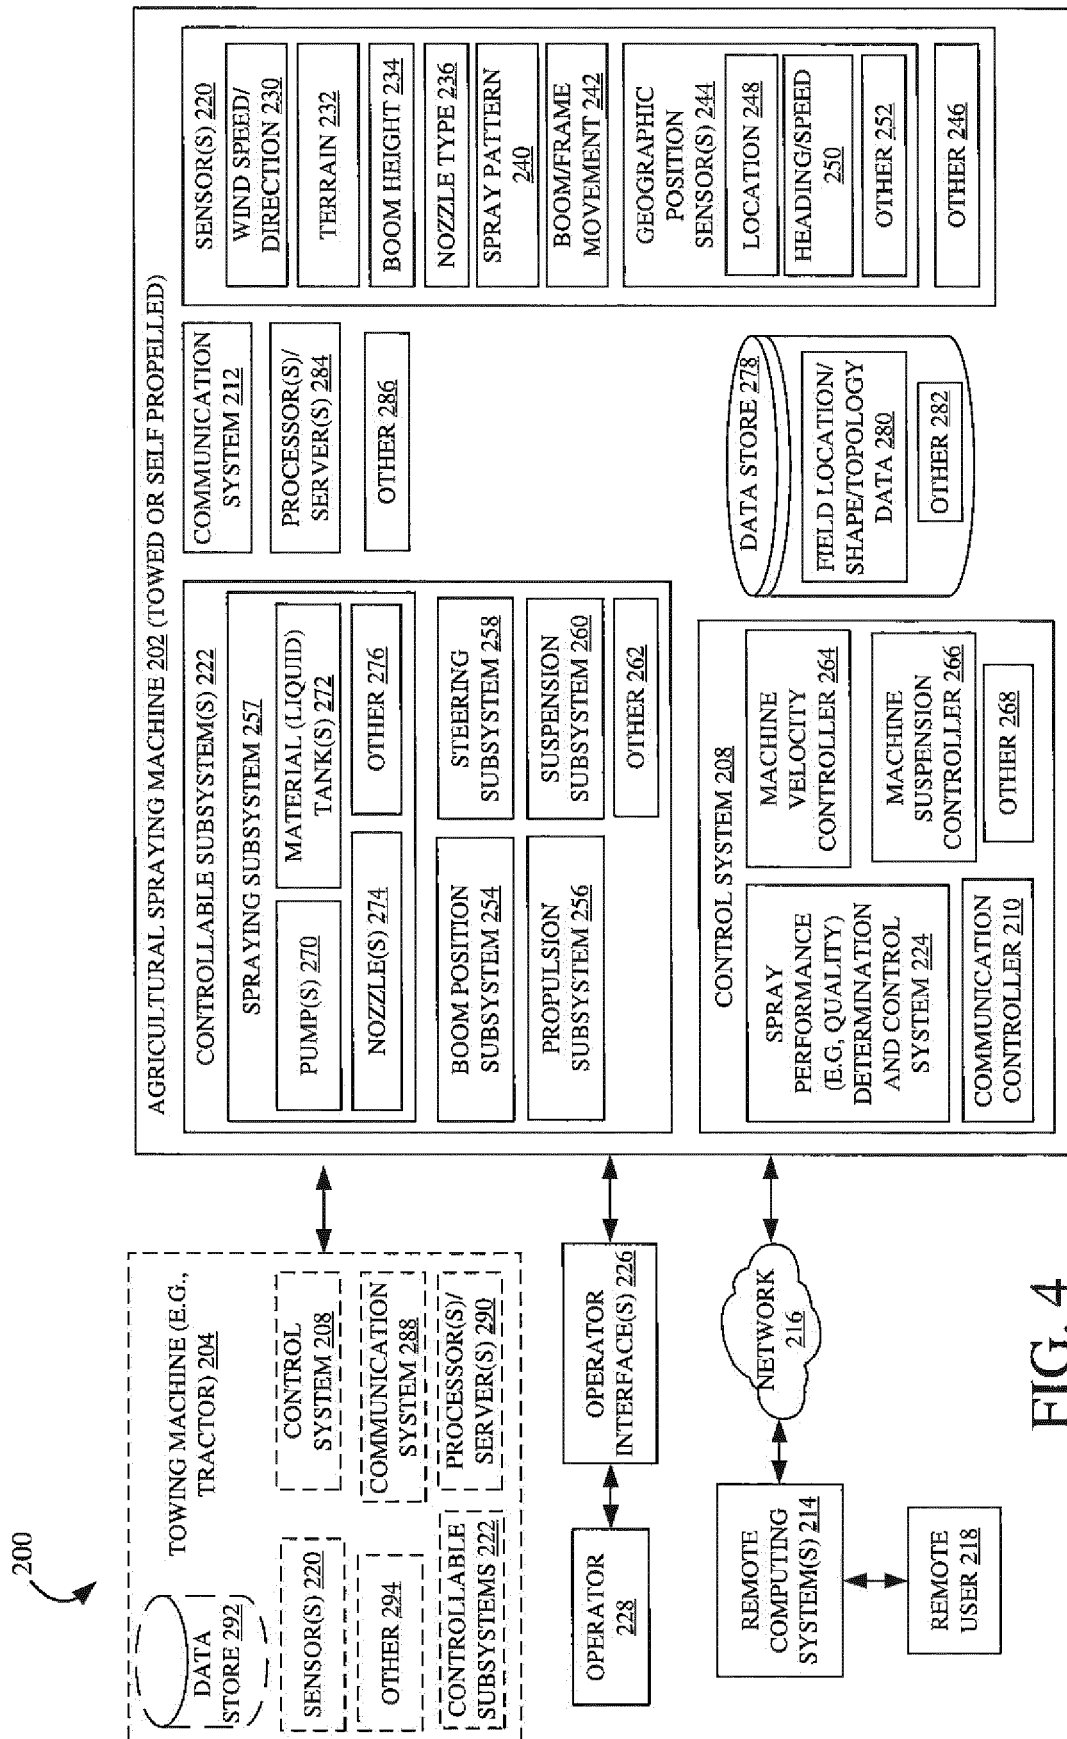 200
TOWING MACHINE (E.G.,
TRACTOR) 204
DATA
STORE 292
CONTROL
SYSTEM 208
SENSOR(S) 220
COMMUNICATION
SYSTEM 288
OTHER 294
PROCESSOR(S)/
SERVER(S) 290
CONTROLLABLE
SUBSYSTEMS 222
OPERATOR
INTERFACE(S) 226
OPERATOR
228
NETWORK
216
REMOTE
COMPUTING
SYSTEM(S) 214
REMOTE
USER 218
AGRICULTURAL SPRAYING MACHINE 202 (TOWED OR SELF PROPELLED)
CONTROLLABLE SUBSYSTEM(S) 222
SPRAYING SUBSYSTEM 257
PUMP(S) 270
MATERIAL (LIQUID)
TANK(S) 272
NOZZLE(S) 274
OTHER 276
BOOM POSITION
SUBSYSTEM 254
STEERING
SUBSYSTEM 258
PROPULSION
SUBSYSTEM 256
SUSPENSION
SUBSYSTEM 260
OTHER 262
CONTROL SYSTEM 208
SPRAY
PERFORMANCE
(E.G, QUALITY)
DETERMINATION
AND CONTROL
SYSTEM 224
MACHINE
VELOCITY
CONTROLLER 264
MACHINE
SUSPENSION
CONTROLLER 266
COMMUNICATION
CONTROLLER 210
OTHER 268
COMMUNICATION
SYSTEM 212
PROCESSOR(S)/
SERVER(S) 284
OTHER 286
DATA STORE 278
FIELD LOCATION/
SHAPE/TOPOLOGY
DATA 280
OTHER 282
SENSOR(S) 220
WIND SPEED/
DIRECTION 230
TERRAIN 232
BOOM HEIGHT 234
NOZZLE TYPE 236
SPRAY PATTERN
240
BOOM/FRAME
MOVEMENT 242
GEOGRAPHIC
POSITION
SENSOR(S) 244
LOCATION 248
HEADING/SPEED
250
OTHER 252
OTHER 246
FIG. 4